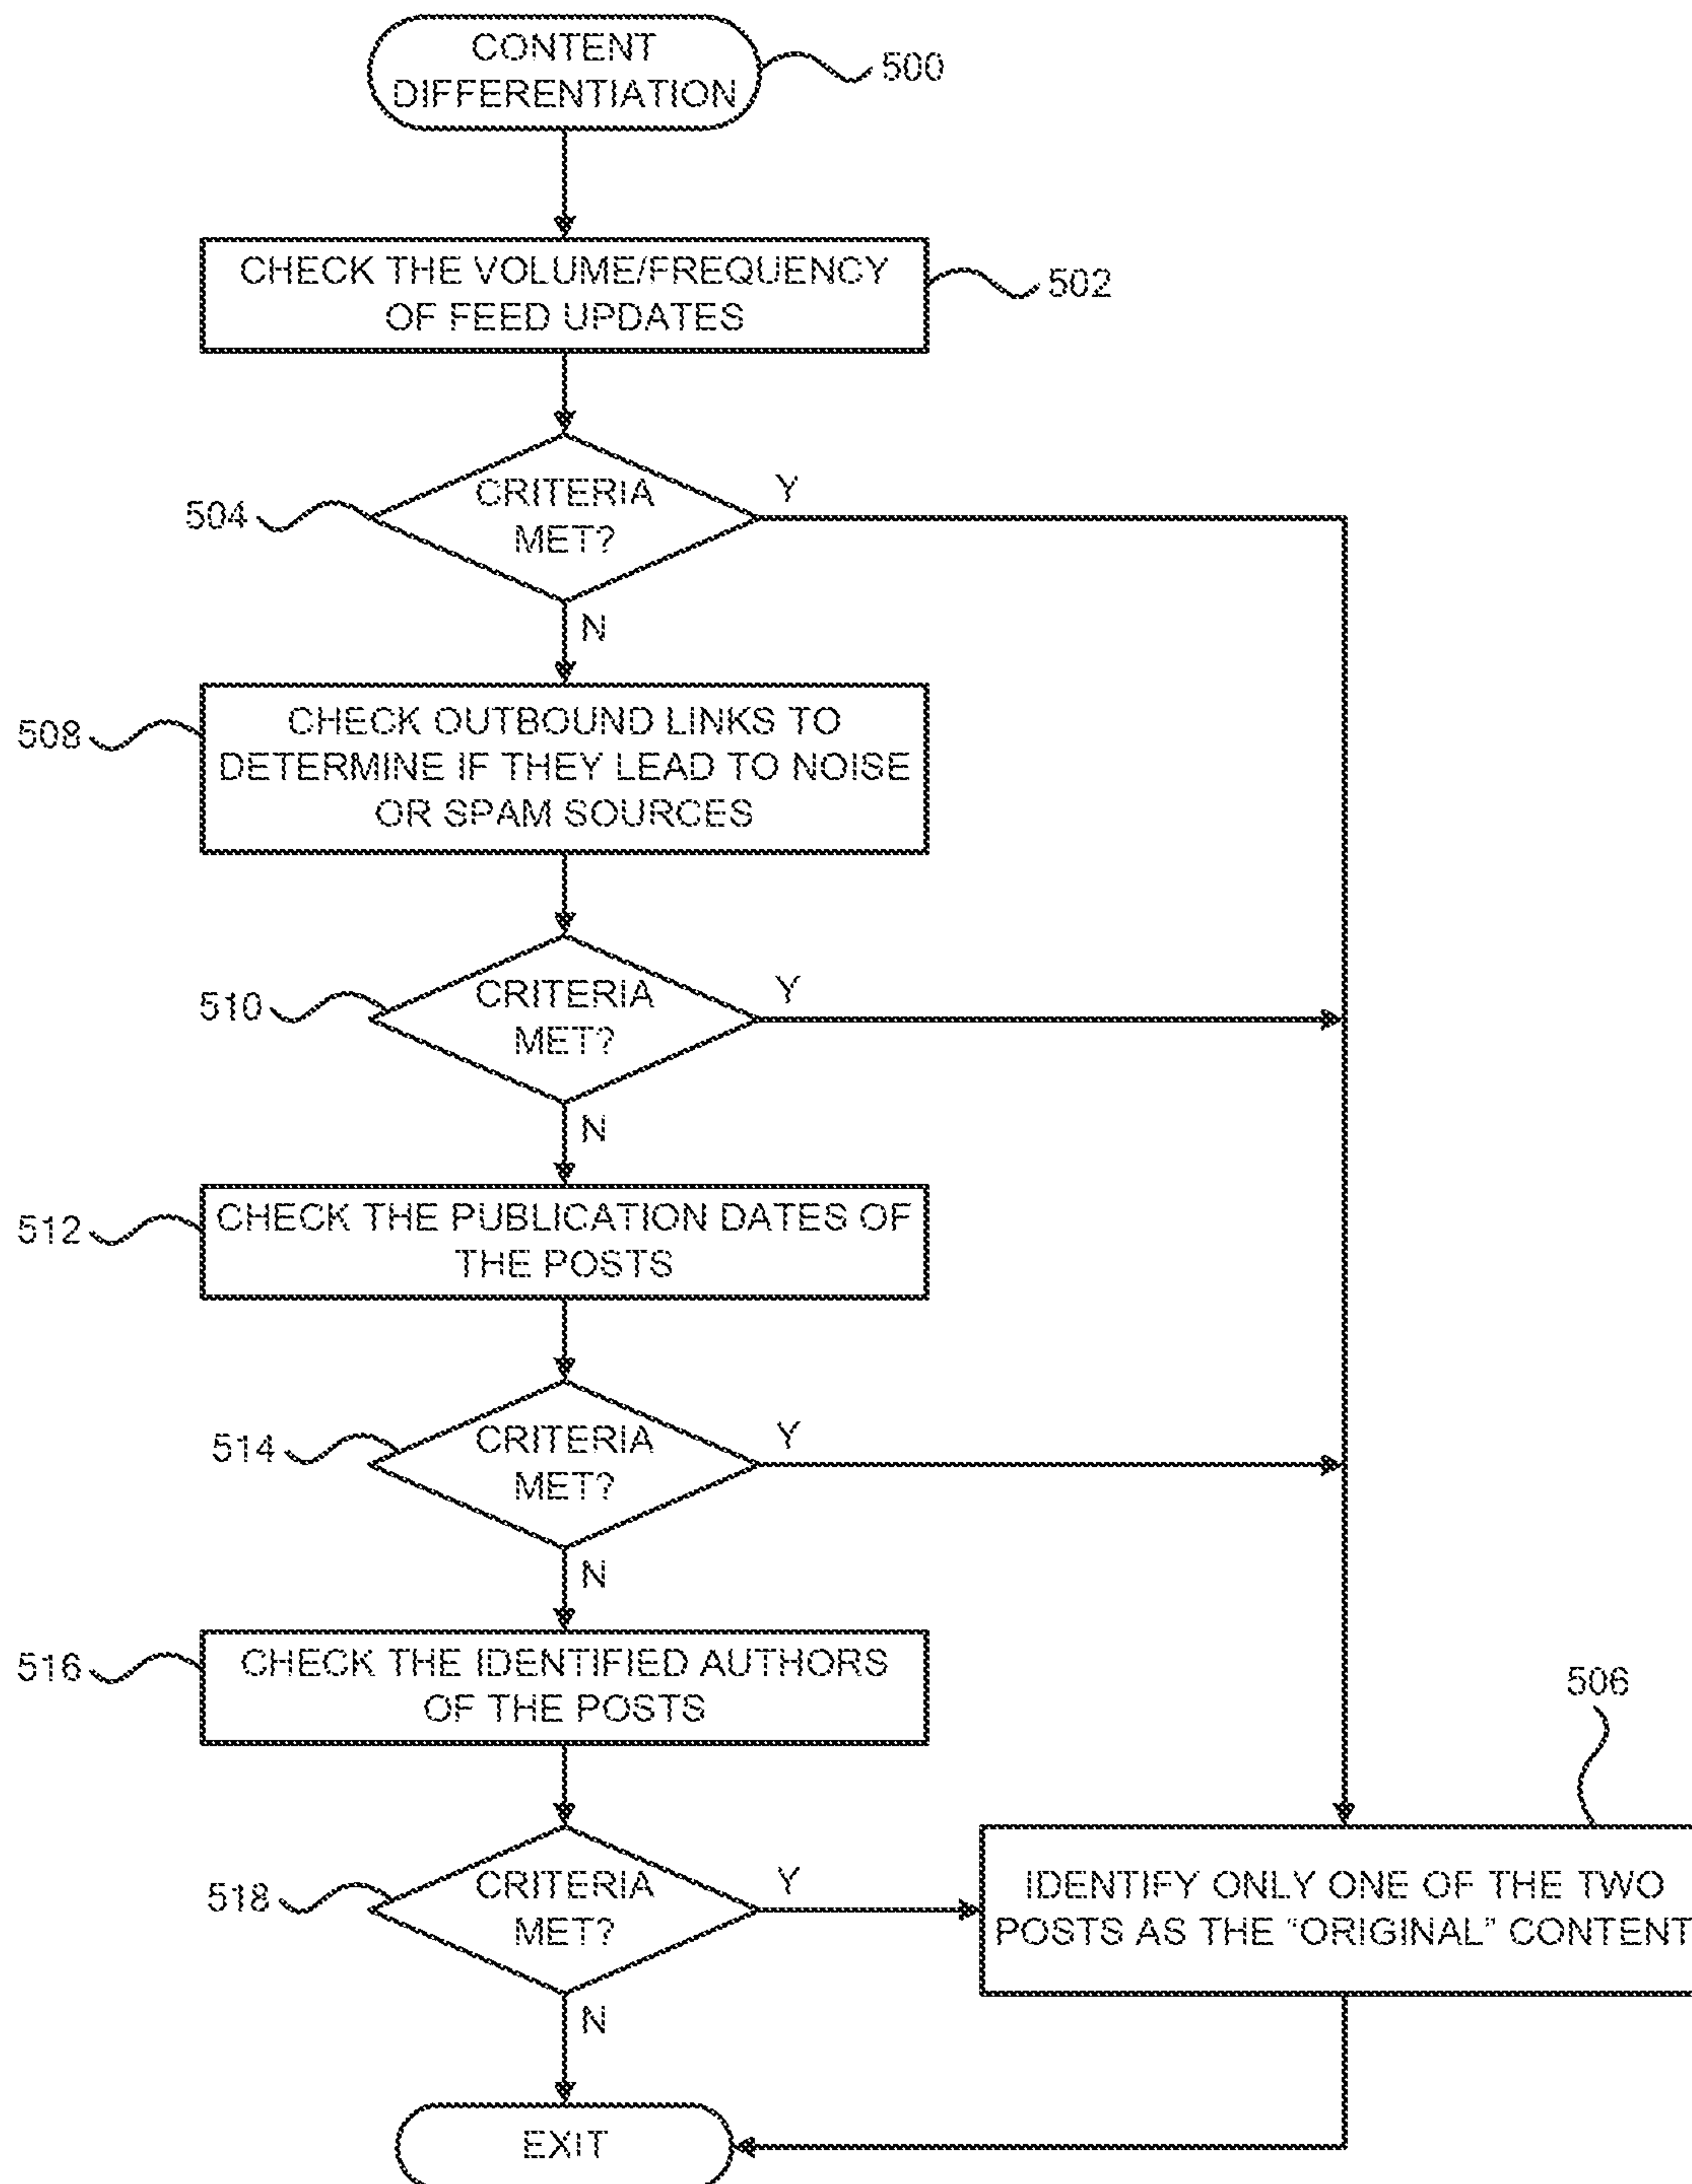 CONTENT
DIFFERENTIATION
500
CHECK THE VOLUME/FREQUENCY
OF FEED UPDATES
502
504
CRITERIA
MET?
Y
N
508
CHECK OUTBOUND LINKS TO
DETERMINE IF THEY LEAD TO NOISE
OR SPAM SOURCES
510
CRITERIA
MET?
Y
N
512
CHECK THE PUBLICATION DATES OF
THE POSTS
514
CRITERIA
MET?
Y
N
516
CHECK THE IDENTIFIED AUTHORS
OF THE POSTS
506
518
CRITERIA
MET?
Y
N
IDENTIFY ONLY ONE OF THE TWO
POSTS AS THE "ORIGINAL" CONTENT
EXIT